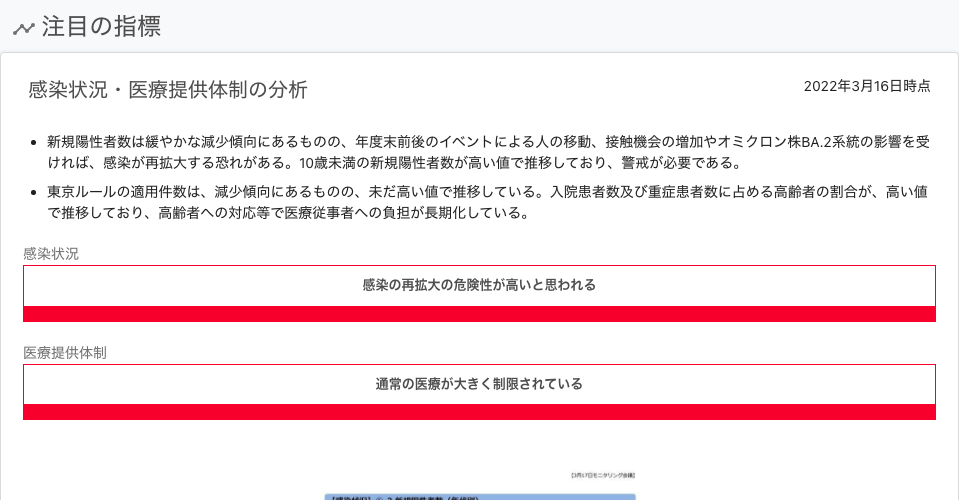 注目の指標
感染状況・医療提供体制の分析
2022年3月16日時点
新規陽性者数は緩やかな減少傾向にあるものの、年度末前後のイベントによる人の移動、接触機会の増加やオミクロン株BA.2系統の影響を受
ければ、感染が再拡大する恐れがある。10歳未満の新規陽性者数が高い値で推移しており、警戒が必要である。
東京ルールの適用件数は、減少傾向にあるものの、未だ高い値で推移している。入院患者数及び重症患者数に占める高齢者の割合が、高い値
で推移しており、高齢者への対応等で医療従事者への負担が長期化している。
感染状況
感染の再拡大の危険性が高いと思われる
医療提供体制
通常の医療が大きく制限されている
【3月17日モニタリング会議】